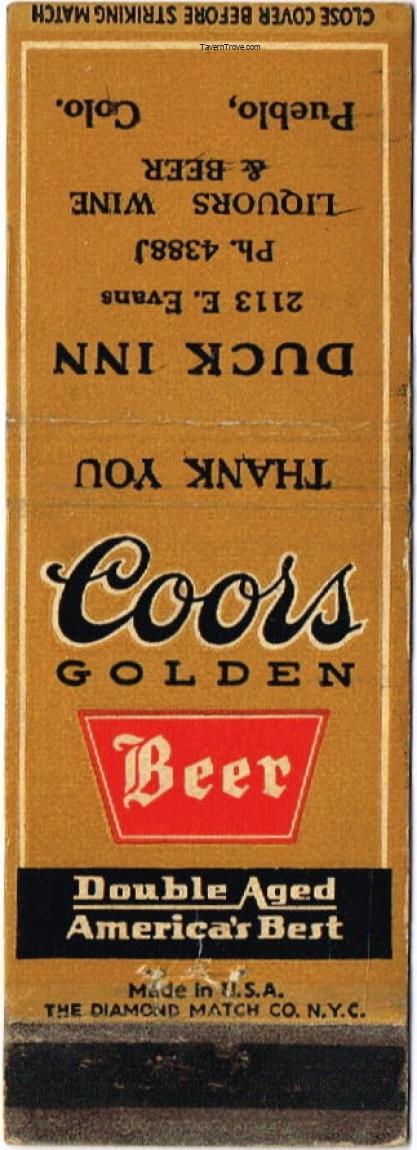 CLOSE COVER BEFORE STRIKING MATCH
TavernTrove.com
DUCK INN
2113 E. Evans
Ph. 4388J
LIQUORS WINE
& BEER
Pueblo, Colo.
THANK YOU
Coors
GOLDEN
Beer
Double Aged
America's Best
Made in U.S.A.
THE DIAMOND MATCH CO. N.Y.C.